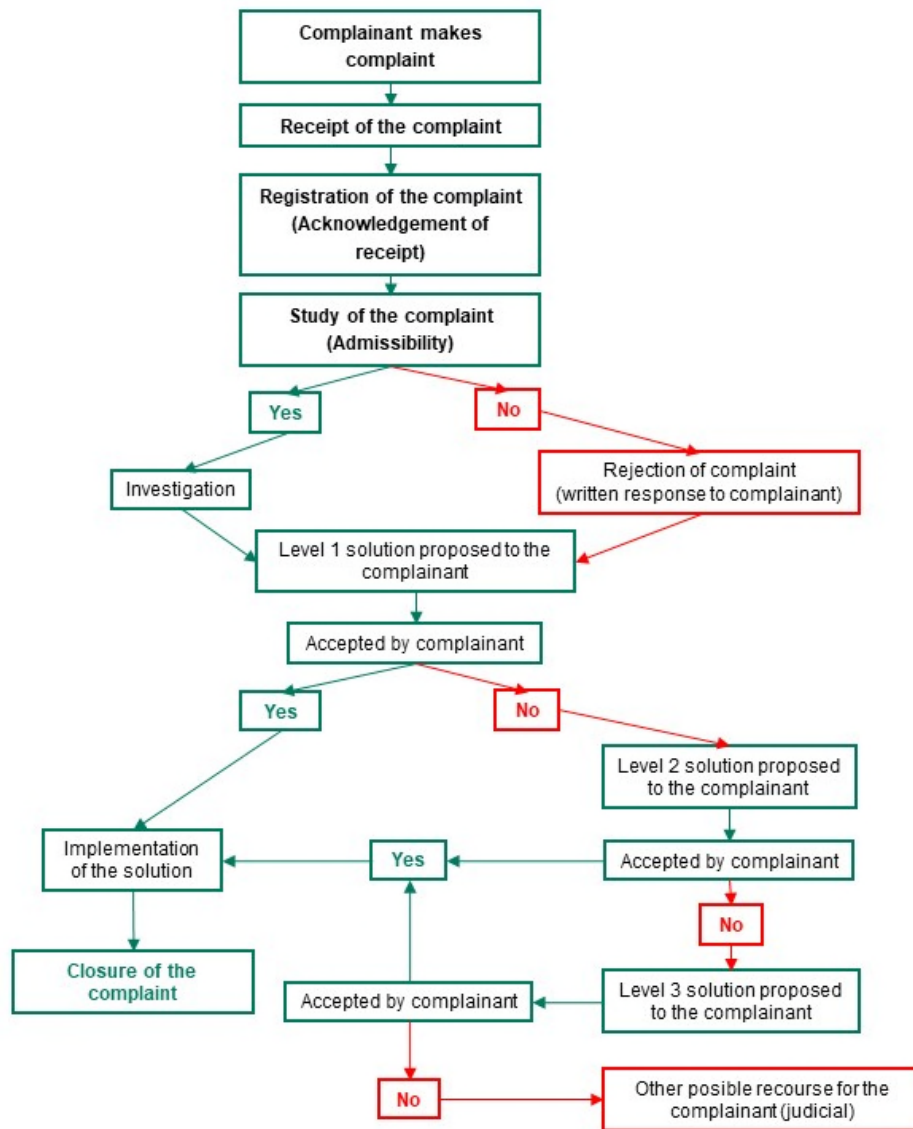 Complainant makes
complaint
Receipt of the complaint
Registration of the complaint
(Acknowledgement of
receipt)
Study of the complaint
(Admissibility)
Yes
No
Investigation
Rejection of complaint
(written response to complainant)
Level 1 solution proposed to the
complainant
Accepted by complainant
Yes
No
Level 2 solution proposed
to the complainant
Implementation
of the solution
Yes
Accepted by complainant
No
Closure of the
complaint
Accepted by complainant
Level 3 solution proposed
to the complainant
No
Other posible recourse for the
complainant (judicial)